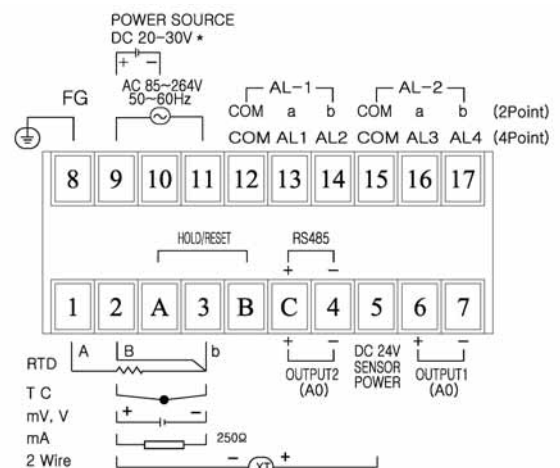 POWER SOURCE
DC 20-30V *
+ -
AC 85~264V
50~60Hz
FG
AL-1 AL-2
COM a b COM a b (2Point)
COM AL1 AL2 COM AL3 AL4 (4Point)
8 9 10 11 12 13 14 15 16 17
HOLD/RESET RS485
+ -
1 2 A 3 B C 4 5 6 7
RTD A B b
+ - DC 24V + -
SENSOR
POWER
OUTPUT2 OUTPUT1
(A0) (A0)
T C
mV, V + -
mA 250Ω
2 Wire - XT +